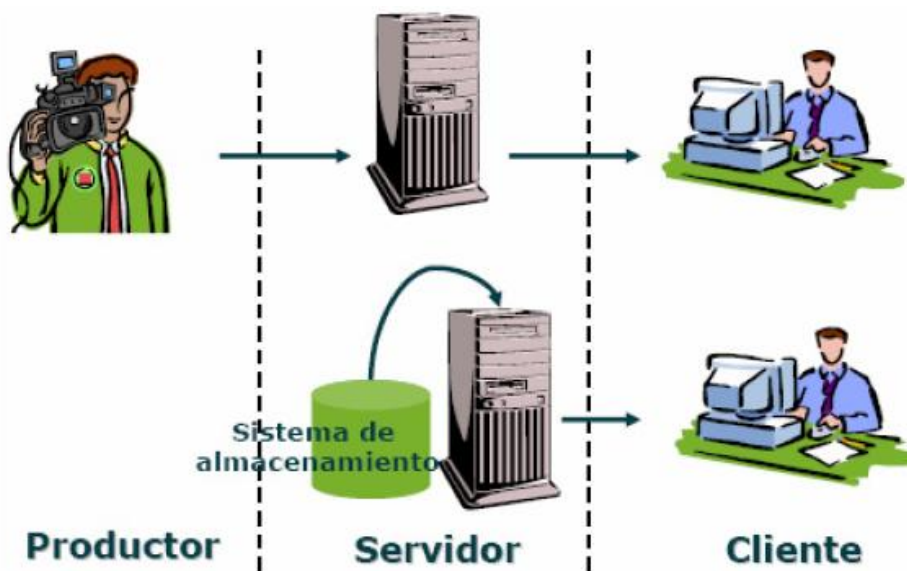 Sistema de
almacenamiento
Productor
Servidor
Cliente